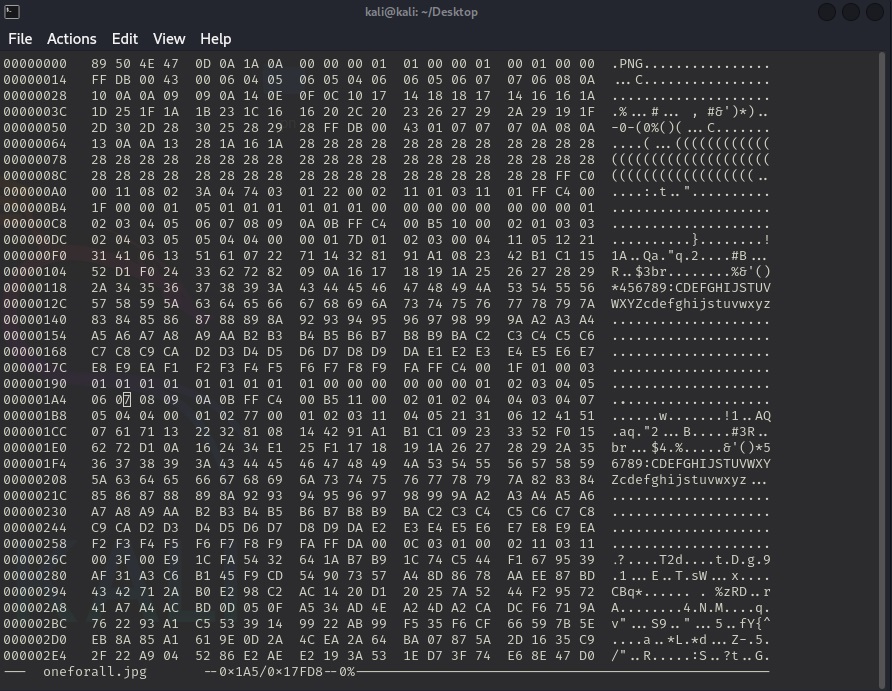 kali@kali: ~/Desktop
File Actions Edit View Help
00000000 89 50 4E 47 0D 0A 1A 0A 00 00 00 01 01 00 00 01 00 01 00 00 .PNG................
00000014 FF DB 00 43 00 06 04 05 06 05 04 06 06 05 06 07 07 06 08 0A ...C................
00000028 10 0A 0A 09 09 0A 14 0E 0F 0C 10 17 14 18 18 17 14 16 16 1A ....................
0000003C 1D 25 1F 1A 1B 23 1C 16 16 20 2C 20 23 26 27 29 2A 29 19 1F .%...#... , #&')*)..
00000050 2D 30 2D 28 30 25 28 29 28 FF DB 00 43 01 07 07 07 0A 08 0A -0-(0%()(...C.......
00000064 13 0A 0A 13 28 1A 16 1A 28 28 28 28 28 28 28 28 28 28 28 28 ....(...((((((((((((
00000078 28 28 28 28 28 28 28 28 28 28 28 28 28 28 28 28 28 28 28 28 ((((((((((((((((((((
0000008C 28 28 28 28 28 28 28 28 28 28 28 28 28 28 28 28 28 28 FF C0 ((((((((((((((((((..
000000A0 00 11 08 02 3A 04 74 03 01 22 00 02 11 01 03 11 01 FF C4 00 ....:.t.."..........
000000B4 1F 00 00 01 05 01 01 01 01 01 01 00 00 00 00 00 00 00 00 01 ....................
000000C8 02 03 04 05 06 07 08 09 0A 0B FF C4 00 B5 10 00 02 01 03 03 ....................
000000DC 02 04 03 05 05 04 04 00 00 01 7D 01 02 03 00 04 11 05 12 21 ..........}........!
000000F0 31 41 06 13 51 61 07 22 71 14 32 81 91 A1 08 23 42 B1 C1 15 1A..Qa."q.2....#B...
00000104 52 D1 F0 24 33 62 72 82 09 0A 16 17 18 19 1A 25 26 27 28 29 R..$3br........%&'()
00000118 2A 34 35 36 37 38 39 3A 43 44 45 46 47 48 49 4A 53 54 55 56 *456789:CDEFGHIJSTUV
0000012C 57 58 59 5A 63 64 65 66 67 68 69 6A 73 74 75 76 77 78 79 7A WXYZcdefghijstuvwxyz
00000140 83 84 85 86 87 88 89 8A 92 93 94 95 96 97 98 99 9A A2 A3 A4 ....................
00000154 A5 A6 A7 A8 A9 AA B2 B3 B4 B5 B6 B7 B8 B9 BA C2 C3 C4 C5 C6 ....................
00000168 C7 C8 C9 CA D2 D3 D4 D5 D6 D7 D8 D9 DA E1 E2 E3 E4 E5 E6 E7 ....................
0000017C E8 E9 EA F1 F2 F3 F4 F5 F6 F7 F8 F9 FA FF C4 00 1F 01 00 03 ....................
00000190 01 01 01 01 01 01 01 01 01 00 00 00 00 00 00 01 02 03 04 05 ....................
000001A4 06 07 08 09 0A 0B FF C4 00 B5 11 00 02 01 02 04 04 03 04 07 ....................
000001B8 05 04 04 00 01 02 77 00 01 02 03 11 04 05 21 31 06 12 41 51 ......w.......!1..AQ
000001CC 07 61 71 13 22 32 81 08 14 42 91 A1 B1 C1 09 23 33 52 F0 15 .aq."2...B.....#3R..
000001E0 62 72 D1 0A 16 24 34 E1 25 F1 17 18 19 1A 26 27 28 29 2A 35 br...$4.%.....&'()*5
000001F4 36 37 38 39 3A 43 44 45 46 47 48 49 4A 53 54 55 56 57 58 59 6789:CDEFGHIJSTUVWXY
00000208 5A 63 64 65 66 67 68 69 6A 73 74 75 76 77 78 79 7A 82 83 84 Zcdefghijstuvwxyz...
0000021C 85 86 87 88 89 8A 92 93 94 95 96 97 98 99 9A A2 A3 A4 A5 A6 ....................
00000230 A7 A8 A9 AA B2 B3 B4 B5 B6 B7 B8 B9 BA C2 C3 C4 C5 C6 C7 C8 ....................
00000244 C9 CA D2 D3 D4 D5 D6 D7 D8 D9 DA E2 E3 E4 E5 E6 E7 E8 E9 EA ....................
00000258 F2 F3 F4 F5 F6 F7 F8 F9 FA FF DA 00 0C 03 01 00 02 11 03 11 ....................
0000026C 00 3F 00 E9 1C FA 54 32 64 1A B7 B9 1C 74 C5 44 F1 67 95 39 .?....T2d....t.D.g.9
00000280 AF 31 A3 C6 B1 45 F9 CD 54 90 73 57 A4 8D 86 78 AA EE 87 BD .1...E..T.sW...x....
00000294 43 42 71 2A B0 E2 98 C2 AC 14 20 D1 20 25 7A 52 44 F2 95 72 CBq*...... . %zRD..r
000002A8 41 A7 A4 AC BD 0D 05 0F A5 34 AD 4E A2 4D A2 CA DC F6 71 9A A........4.N.M....q.
000002BC 76 22 93 A1 C5 53 39 14 99 22 AB 99 F5 35 F6 CF 66 59 7B 5E v"...S9.."...5..fY{^
000002D0 EB 8A 85 A1 61 9E 0D 2A 4C EA 2A 64 BA 07 87 5A 2D 16 35 C9 ....a..*L.*d...Z-.5.
000002E4 2F 22 A9 04 52 86 E2 AE E2 19 3A 53 1E D7 3F 74 E6 8E 47 D0 /"..R.....:S..?t..G.
oneforall.jpg --0×1A5/0×17FD8--0%